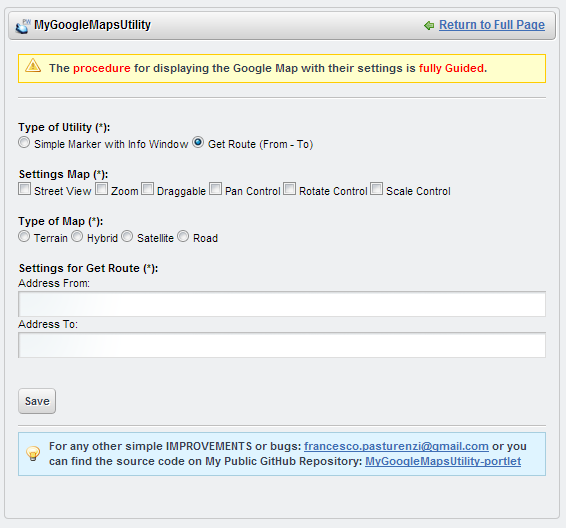 MyGoogleMapsUtility
Return to Full Page
The procedure for displaying the Google Map with their settings is fully Guided.
Type of Utility (*):
Simple Marker with Info Window Get Route (From - To)
Settings Map (*):
Street View Zoom Draggable Pan Control Rotate Control Scale Control
Type of Map (*):
Terrain Hybrid Satellite Road
Settings for Get Route (*):
Address From:
Address To:
Save
For any other simple IMPROVEMENTS or bugs: francesco.pasturenzi@gmail.com or you
can find the source code on My Public GitHub Repository: MyGoogleMapsUtility-portlet